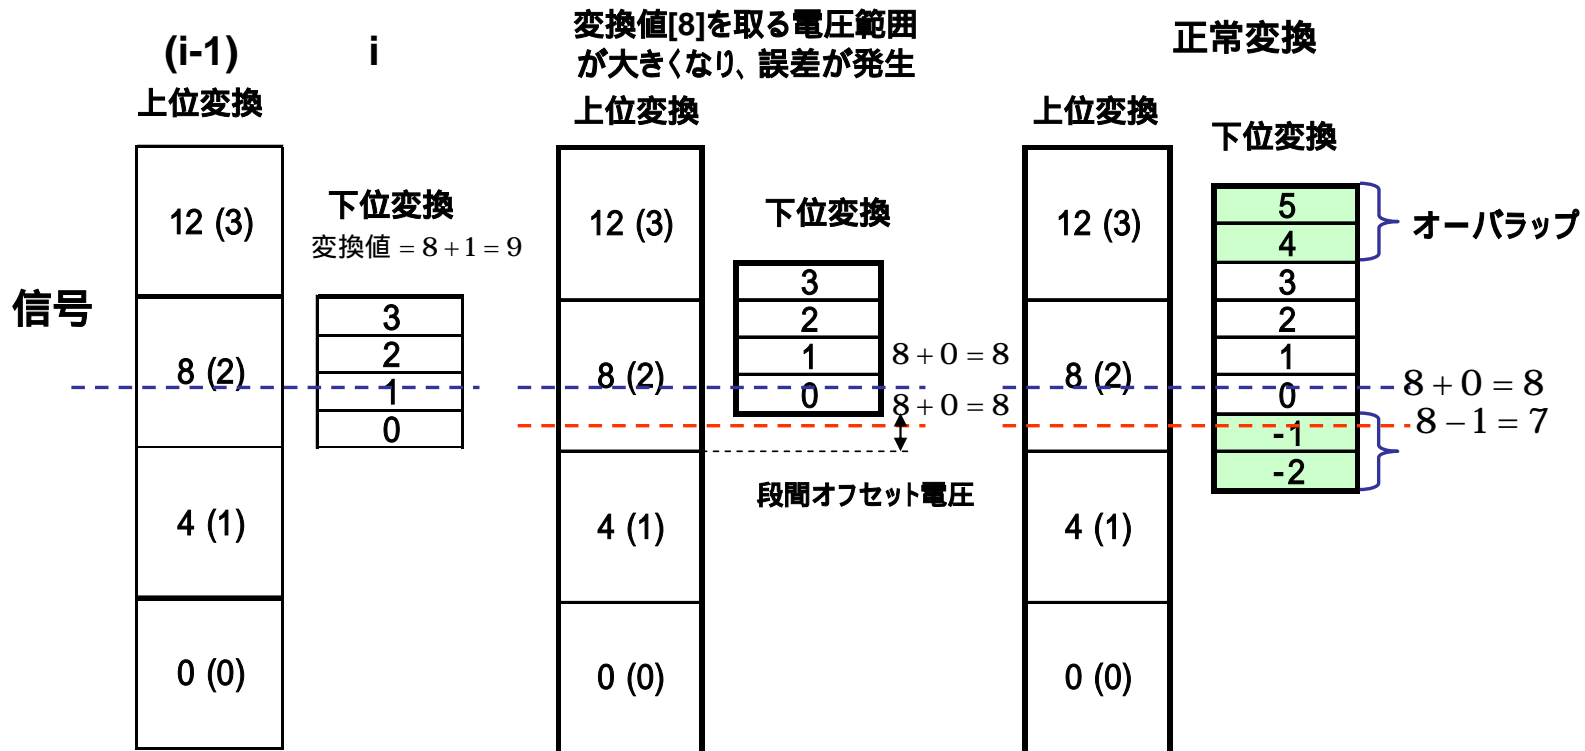 (i-1)
i
上位変換
信号
12 (3)
8 (2)
4 (1)
0 (0)
下位変換
変換値 = 8 + 1 = 9
3
2
1
0
変換値[8]を取る電圧範囲
が大きくなり、誤差が発生
上位変換
12 (3)
8 (2)
4 (1)
0 (0)
下位変換
3
2
1
0
8 + 0 = 8
8 + 0 = 8
段間オフセット電圧
正常変換
上位変換
12 (3)
8 (2)
4 (1)
0 (0)
下位変換
5
4
3
2
1
0
-1
-2
オーバラップ
8 + 0 = 8
8 − 1 = 7